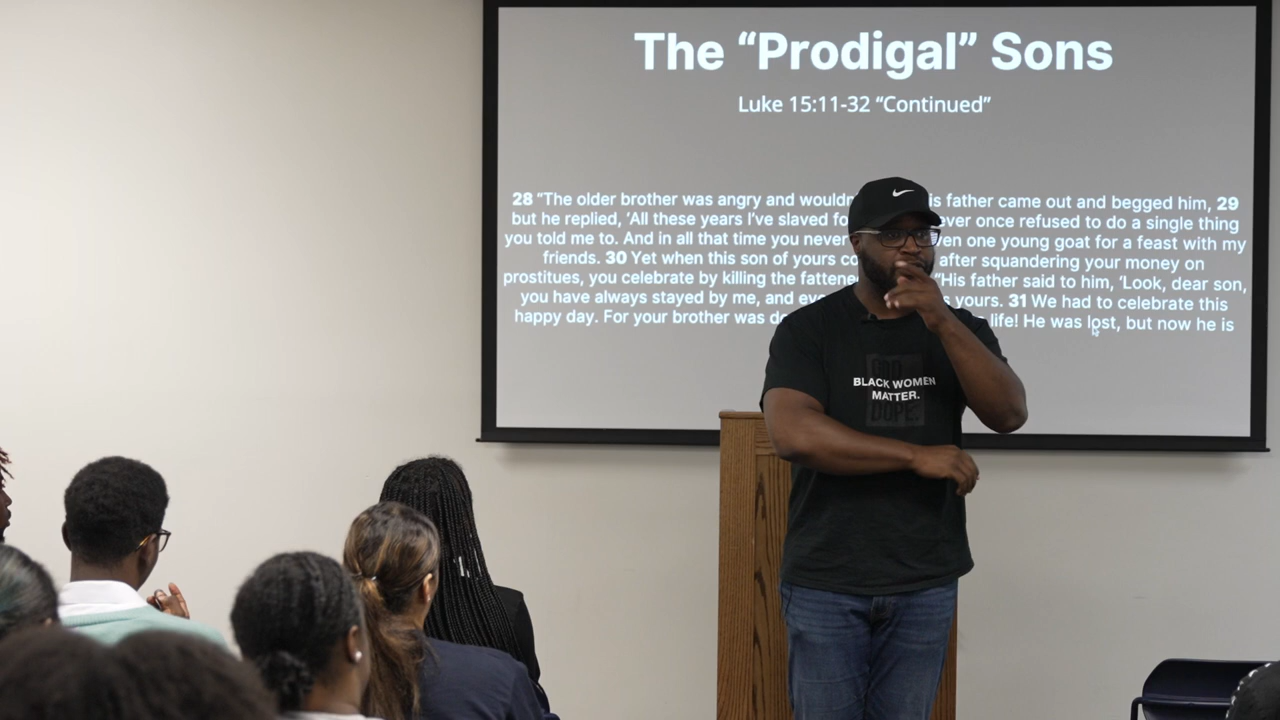 The “Prodigal” Sons
Luke 15:11-32 “Continued”
28 “The older brother was angry and wouldn is father came out and begged him, 29
but he replied, ‘All these years I’ve slaved fo ever once refused to do a single thing
you told me to. And in all that time you never en one young goat for a feast with my
friends. 30 Yet when this son of yours co after squandering your money on
prostitues, you celebrate by killing the fattene “His father said to him, ‘Look, dear son,
you have always stayed by me, and eve s yours. 31 We had to celebrate this
happy day. For your brother was de life! He was lost, but now he is
BLACK WOMEN
MATTER.
DOPE.